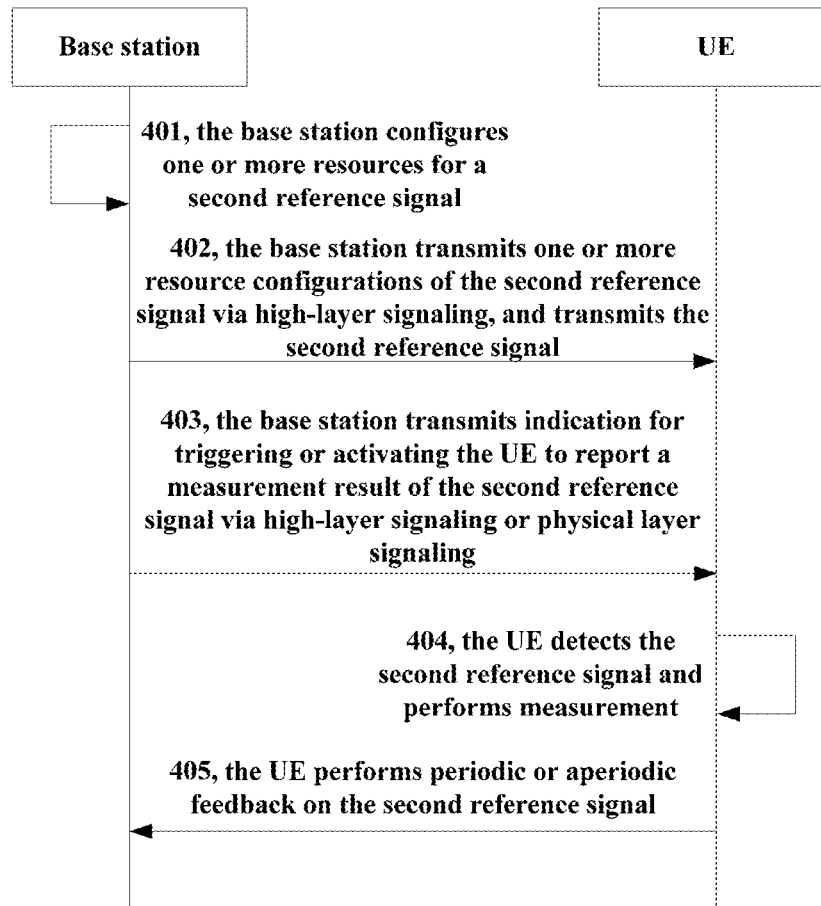 Base station
UE
401, the base station configures
one or more resources for a
second reference signal
402, the base station transmits one or more
resource configurations of the second reference
signal via high-layer signaling, and transmits the
second reference signal
403, the base station transmits indication for
triggering or activating the UE to report a
measurement result of the second reference
signal via high-layer signaling or physical layer
signaling
404, the UE detects the
second reference signal and
performs measurement
405, the UE performs periodic or aperiodic
feedback on the second reference signal